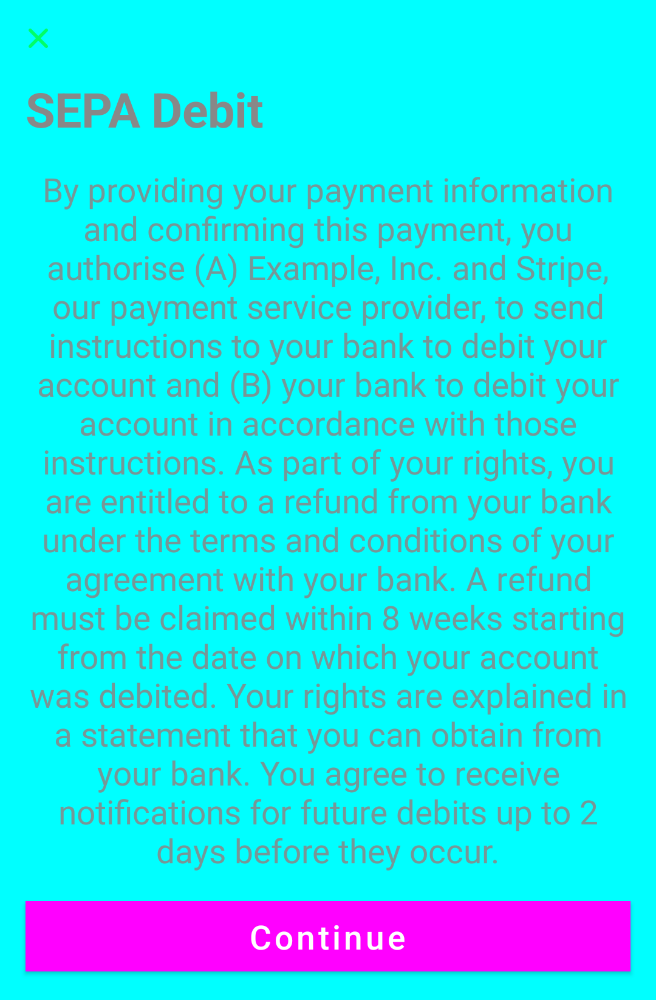 SEPA Debit
By providing your payment information
and confirming this payment, you
authorise (A) Example, Inc. and Stripe,
our payment service provider, to send
instructions to your bank to debit your
account and (B) your bank to debit your
account in accordance with those
instructions. As part of your rights, you
are entitled to a refund from your bank
under the terms and conditions of your
agreement with your bank. A refund
must be claimed within 8 weeks starting
from the date on which your account
was debited. Your rights are explained in
a statement that you can obtain from
your bank. You agree to receive
notifications for future debits up to 2
days before they occur.
Continue